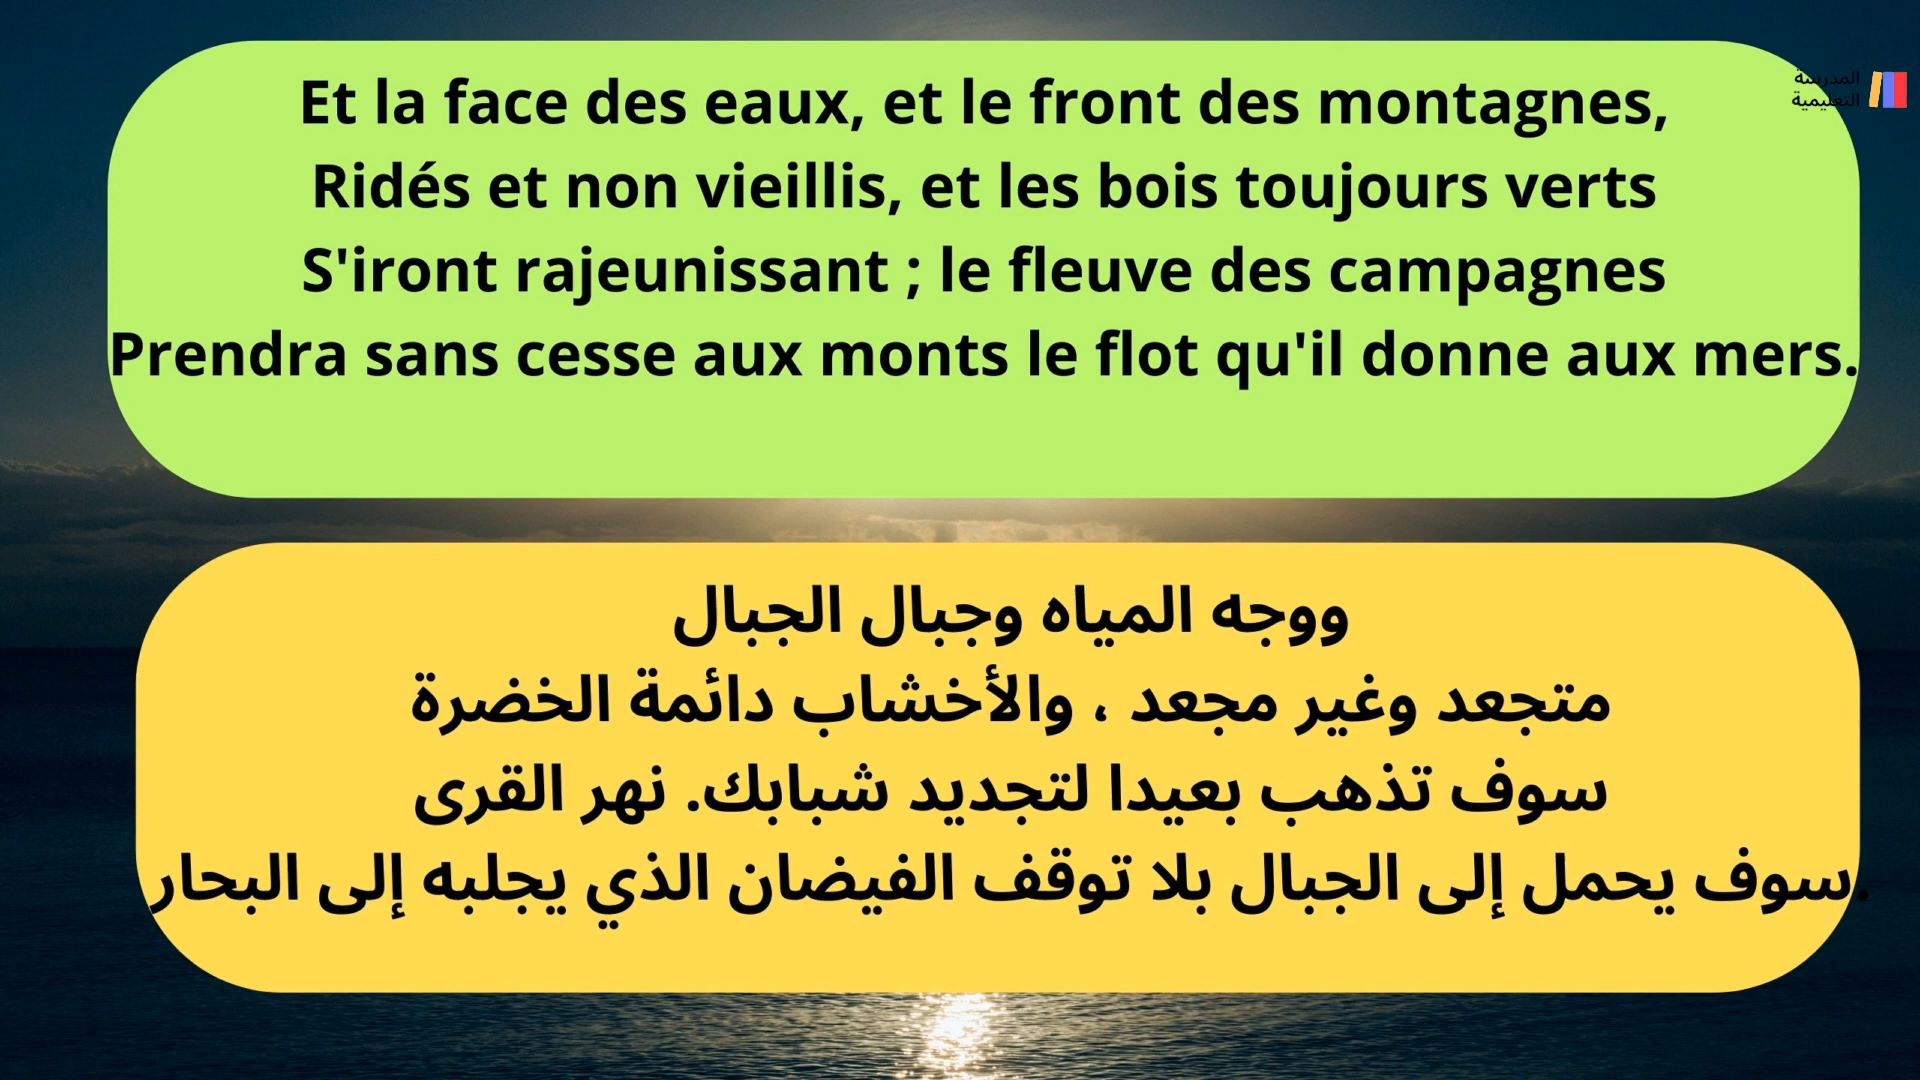 Et la face des eaux, et le front des montagnes,
Ridés et non vieillis, et les bois toujours verts
S'iront rajeunissant ; le fleuve des campagnes
Prendra sans cesse aux monts le flot qu'il donne aux mers.
المدرسة
التعليمية
ووجه المياه وجبال الجبال
متجعد وغير مجعد ، والأخشاب دائمة الخضرة
سوف تذهب بعيدا لتجديد شبابك. نهر القرى
سوف يحمل إلى الجبال بلا توقف الفيضان الذي يجلبه إلى البحار.